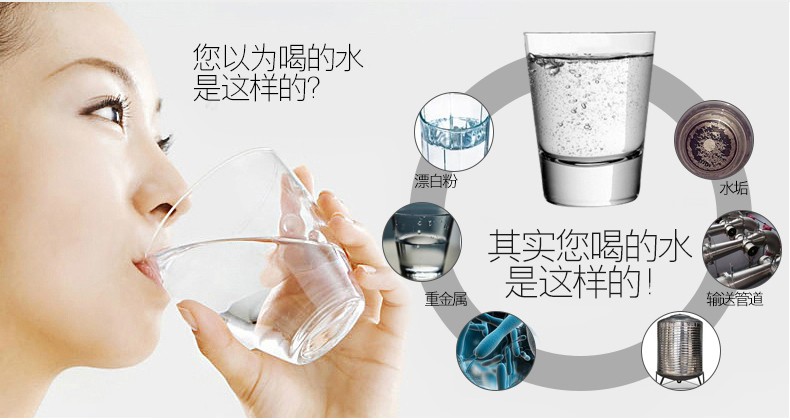 您以为喝的水
是这样的?
漂白粉
水垢
其实您喝的水
是这样的!
重金属
输送管道